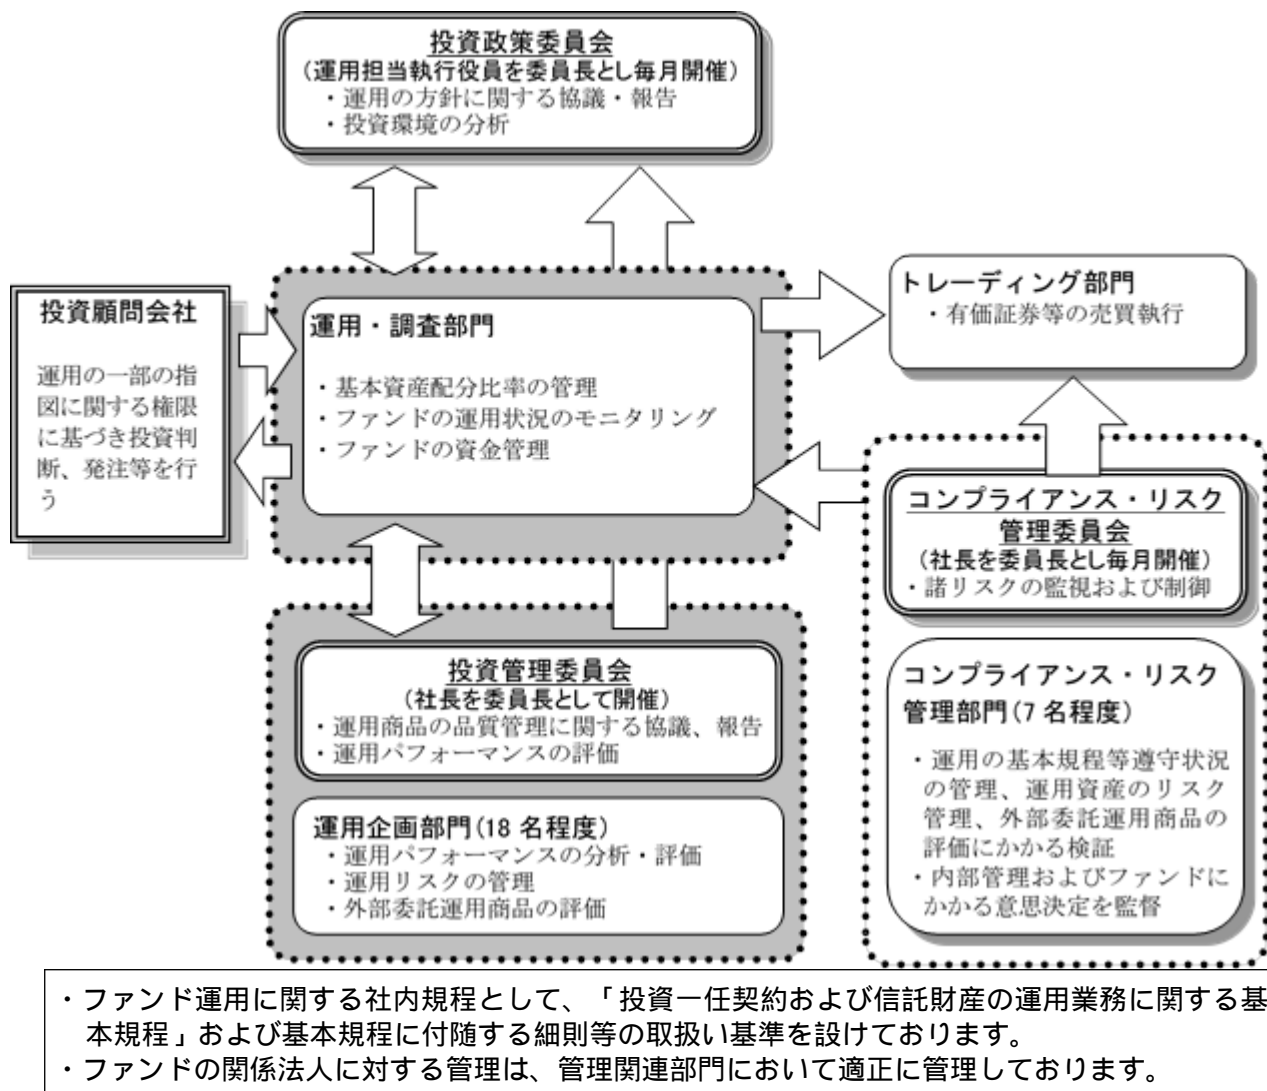 投資政策委員会
(運用担当執行役員を委員長とし毎月開催)
・運用の方針に関する協議・報告
・投資環境の分析
投資顧問会社
運用の一部の指
図に関する権限
に基づき投資判
断、発注等を行
う
運用・調査部門
・基本資産配分比率の管理
・ファンドの運用状況のモニタリング
・ファンドの資金管理
トレーディング部門
・有価証券等の売買執行
コンプライアンス・リスク
管理委員会
(社長を委員長とし毎月開催)
・諸リスクの監視および制御
コンプライアンス・リスク
管理部門(7 名程度)
・運用の基本規程等遵守状況
の管理、運用資産のリスク
管理、外部委託運用商品の
評価にかかる検証
・内部管理およびファンドに
かかる意思決定を監督
投資管理委員会
(社長を委員長として開催)
・運用商品の品質管理に関する協議、報告
・運用パフォーマンスの評価
運用企画部門(18 名程度)
・運用パフォーマンスの分析・評価
・運用リスクの管理
・外部委託運用商品の評価
・ファンド運用に関する社内規程として、「投資一任契約および信託財産の運用業務に関する基
本規程」および基本規程に付随する細則等の取扱い基準を設けております。
・ファンドの関係法人に対する管理は、管理関連部門において適正に管理しております。